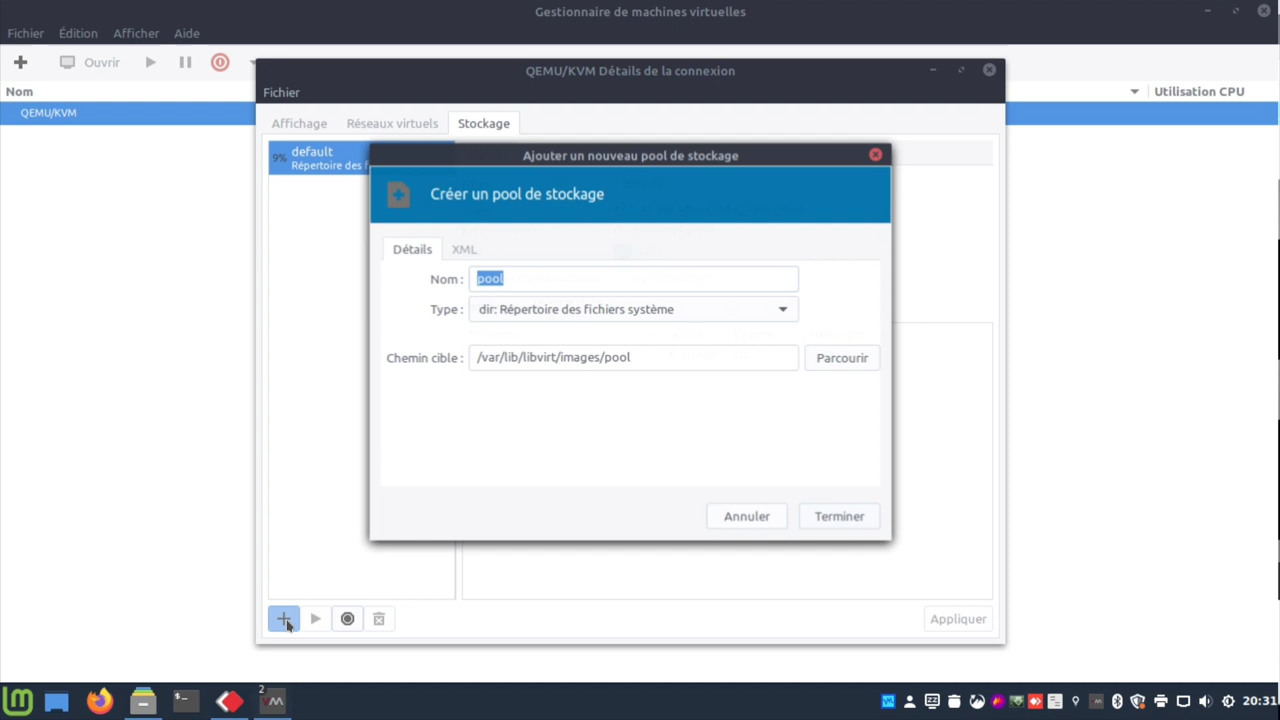 Gestionnaire de machines virtuelles
Fichier Édition Afficher Aide
Ouvrir
Nom Utilisation CPU
QEMU/KVM
QEMU/KVM Détails de la connexion
Fichier
Affichage Réseaux virtuels Stockage
9% default
Répertoire des
Ajouter un nouveau pool de stockage
Créer un pool de stockage
Détails XML
Nom : pool
Type : dir: Répertoire des fichiers système
Chemin cible : /var/lib/libvirt/images/pool Parcourir
Annuler Terminer
Appliquer
2
20:31